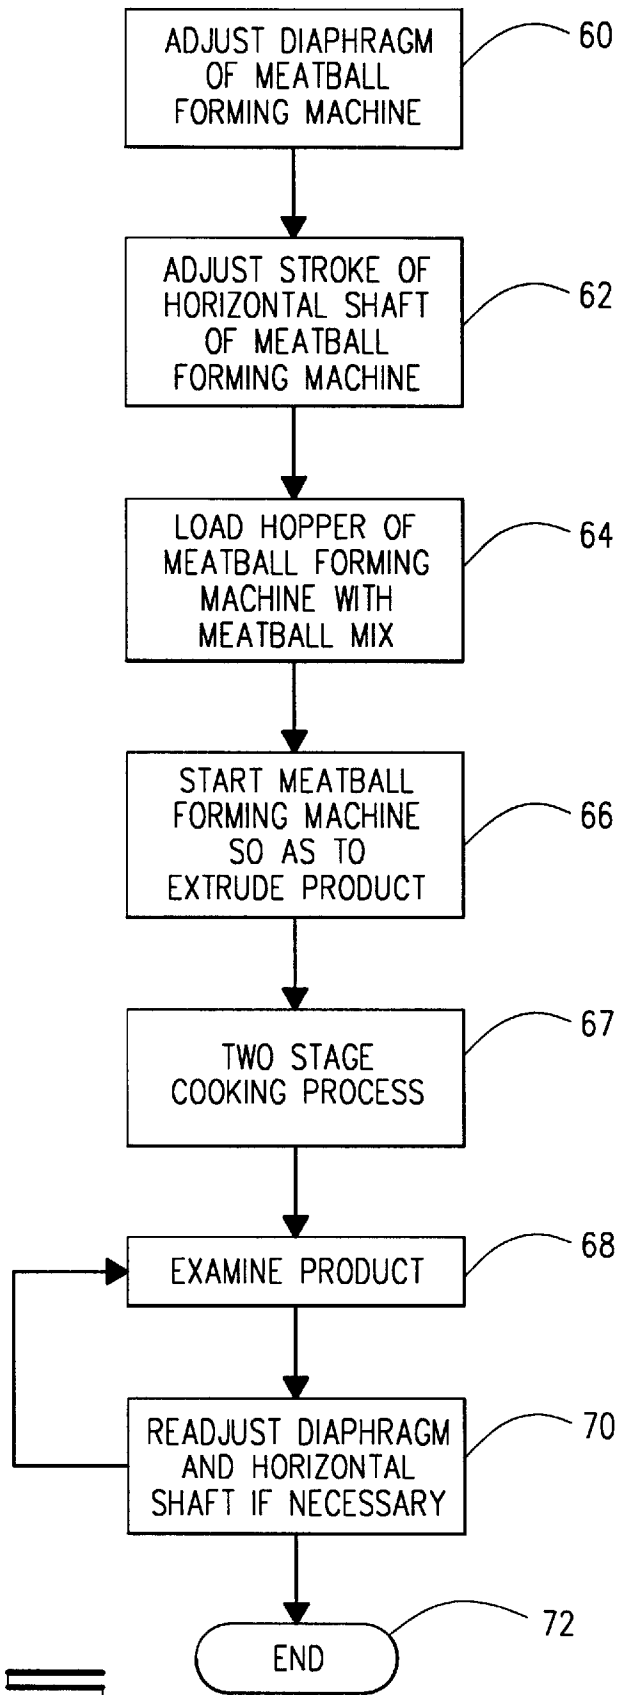 ADJUST DIAPHRAGM
OF MEATBALL
FORMING MACHINE
60
ADJUST STROKE OF
HORIZONTAL SHAFT
OF MEATBALL
FORMING MACHINE
62
LOAD HOPPER OF
MEATBALL FORMING
MACHINE WITH
MEATBALL MIX
64
START MEATBALL
FORMING MACHINE
SO AS TO
EXTRUDE PRODUCT
66
TWO STAGE
COOKING PROCESS
67
EXAMINE PRODUCT
68
READJUST DIAPHRAGM
AND HORIZONTAL
SHAFT IF NECESSARY
70
END
72